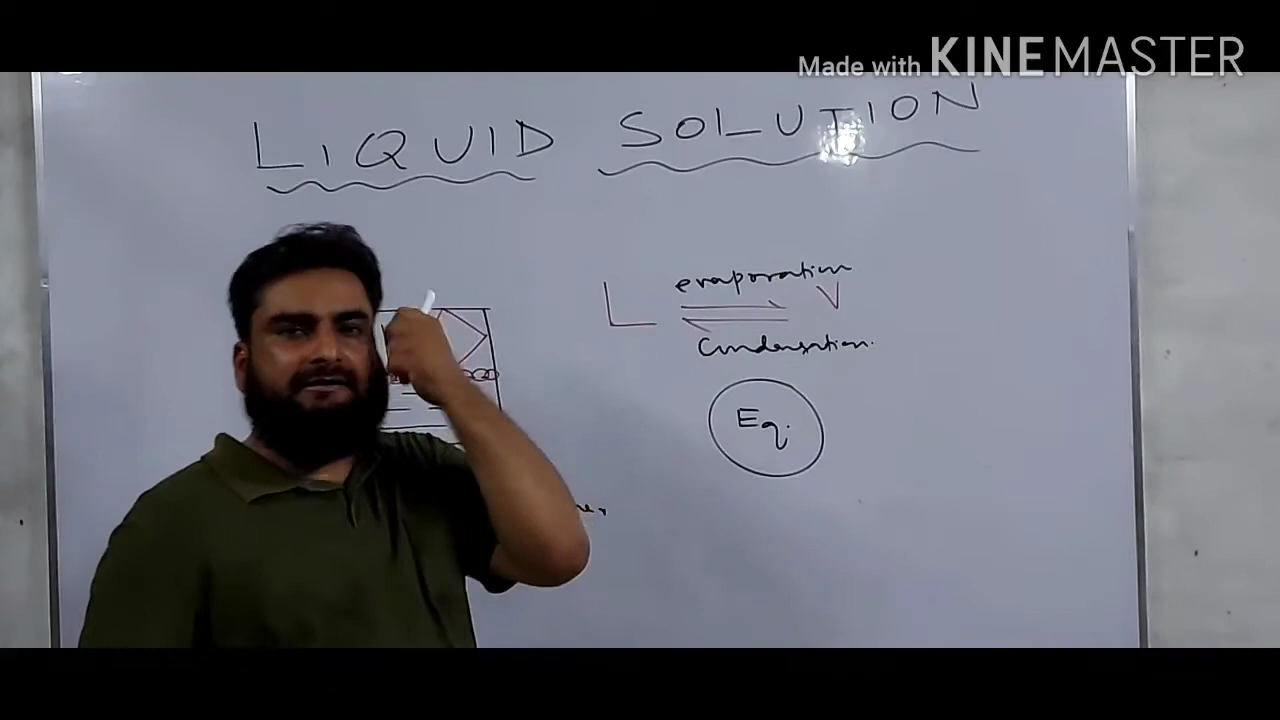 Made with KINEMASTER
LIQUID SOLUTION
evaporation
L ⇌ V
Condensation.
Eq.